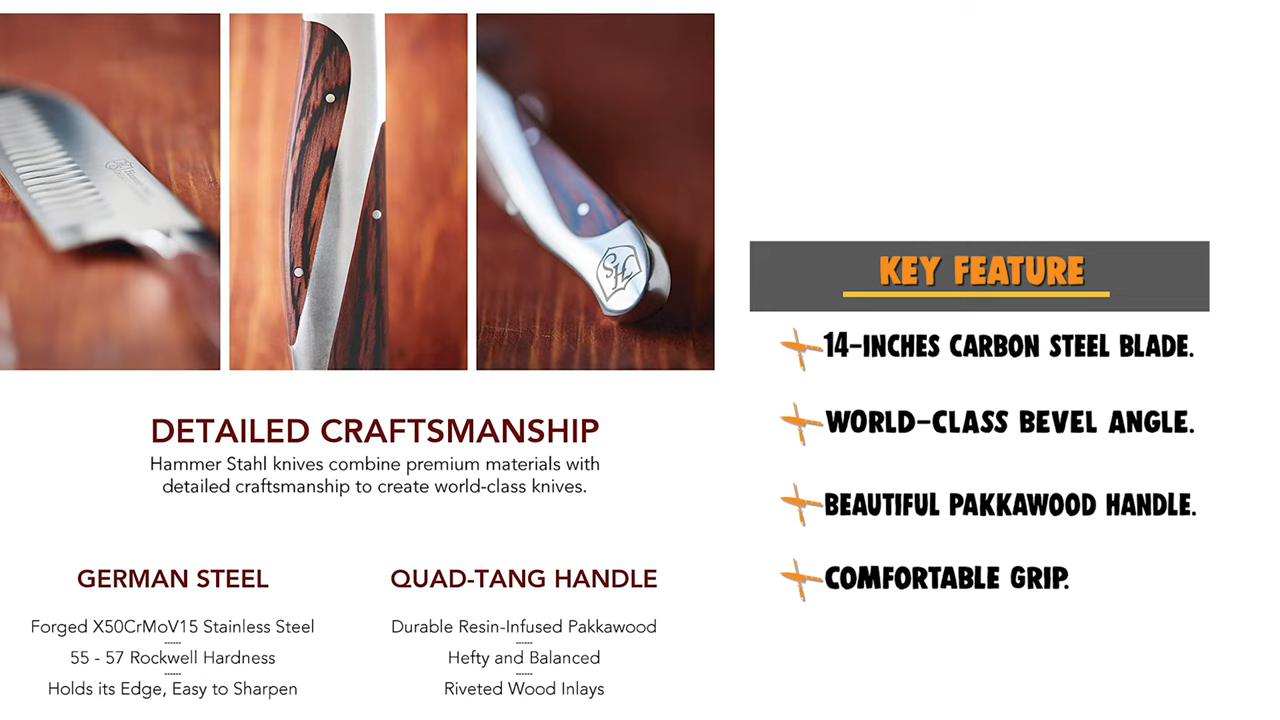 SH
DETAILED CRAFTSMANSHIP
Hammer Stahl knives combine premium materials with
detailed craftsmanship to create world-class knives.
GERMAN STEEL
Forged X50CrMoV15 Stainless Steel
------
55 - 57 Rockwell Hardness
------
Holds its Edge, Easy to Sharpen
QUAD-TANG HANDLE
Durable Resin-Infused Pakkawood
------
Hefty and Balanced
------
Riveted Wood Inlays
KEY FEATURE
14-INCHES CARBON STEEL BLADE.
WORLD-CLASS BEVEL ANGLE.
BEAUTIFUL PAKKAWOOD HANDLE.
COMFORTABLE GRIP.